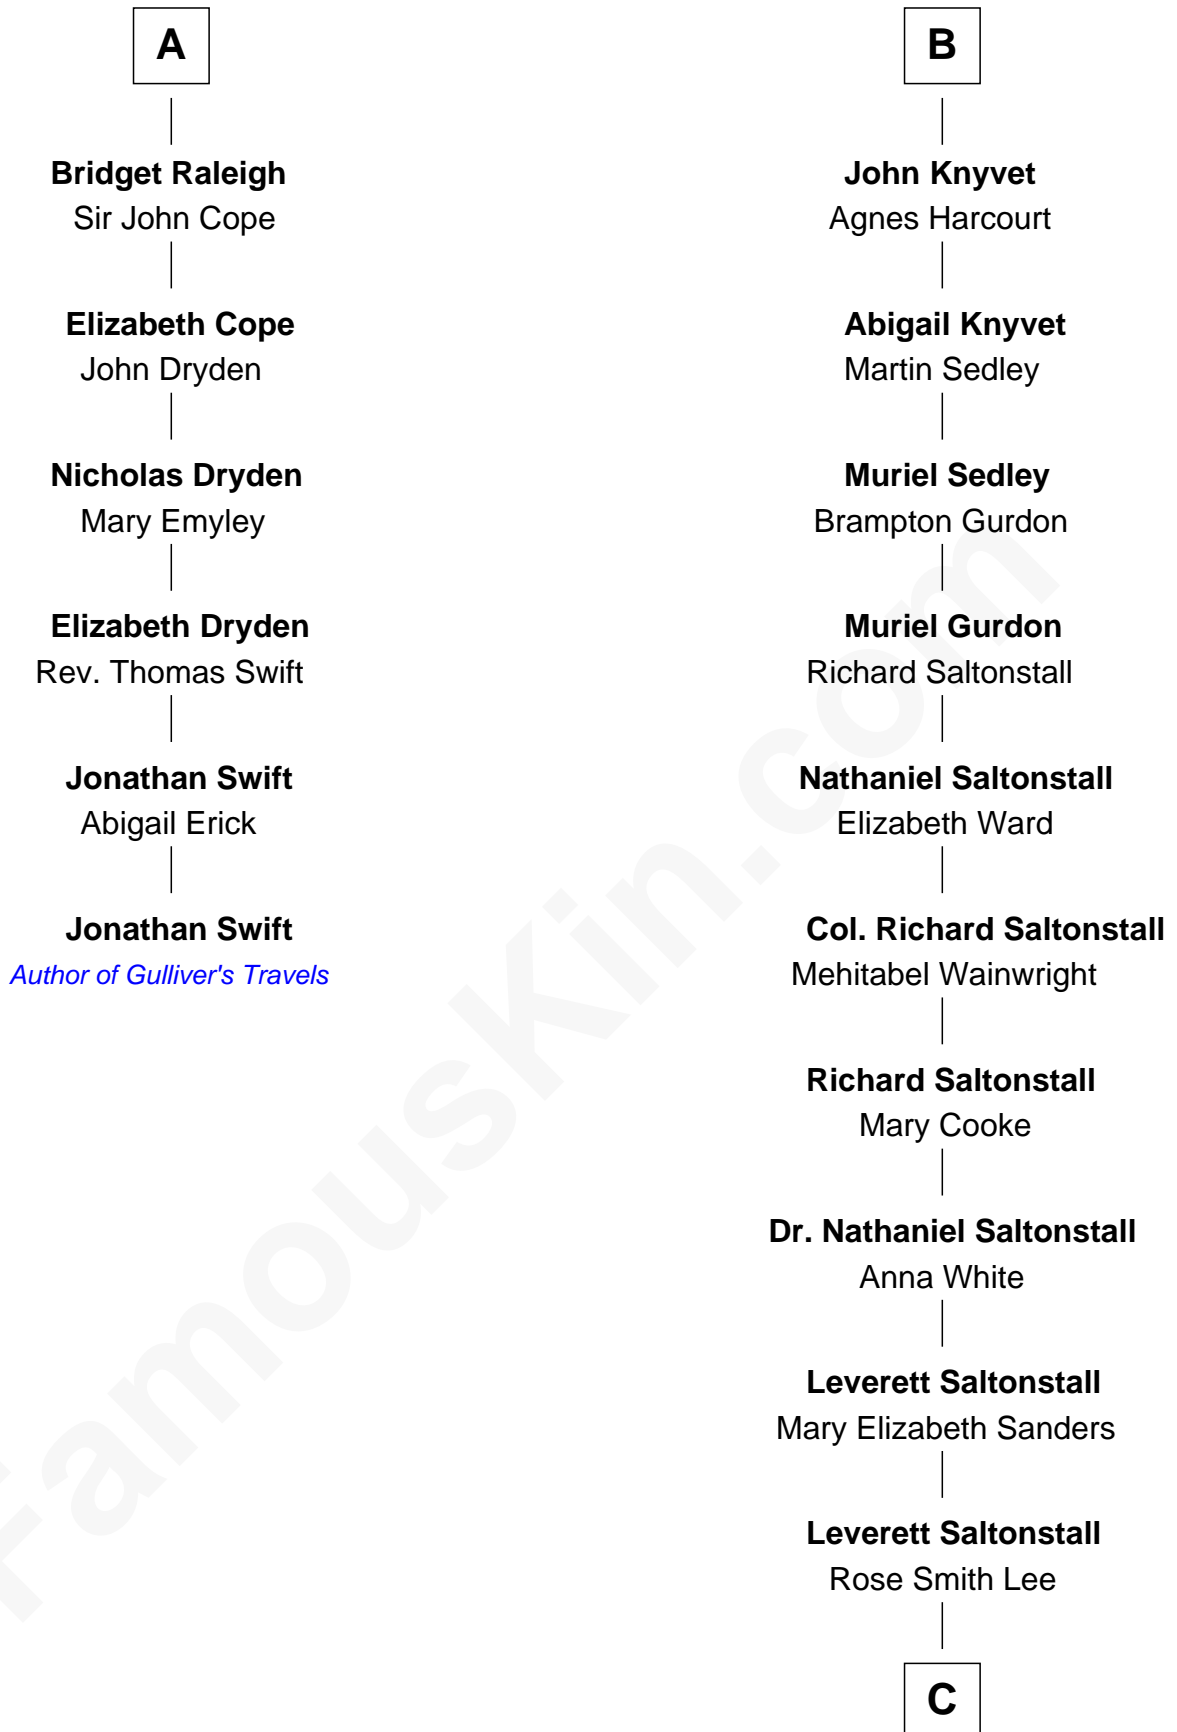 A
Bridget Raleigh
Sir John Cope
Elizabeth Cope
John Dryden
Nicholas Dryden
Mary Emyley
Elizabeth Dryden
Rev. Thomas Swift
Jonathan Swift
Abigail Erick
Jonathan Swift
Author of Gulliver's Travels
B
John Knyvet
Agnes Harcourt
Abigail Knyvet
Martin Sedley
Muriel Sedley
Brampton Gurdon
Muriel Gurdon
Richard Saltonstall
Nathaniel Saltonstall
Elizabeth Ward
Col. Richard Saltonstall
Mehitabel Wainwright
Richard Saltonstall
Mary Cooke
Dr. Nathaniel Saltonstall
Anna White
Leverett Saltonstall
Mary Elizabeth Sanders
Leverett Saltonstall
Rose Smith Lee
C
FamousKin.com